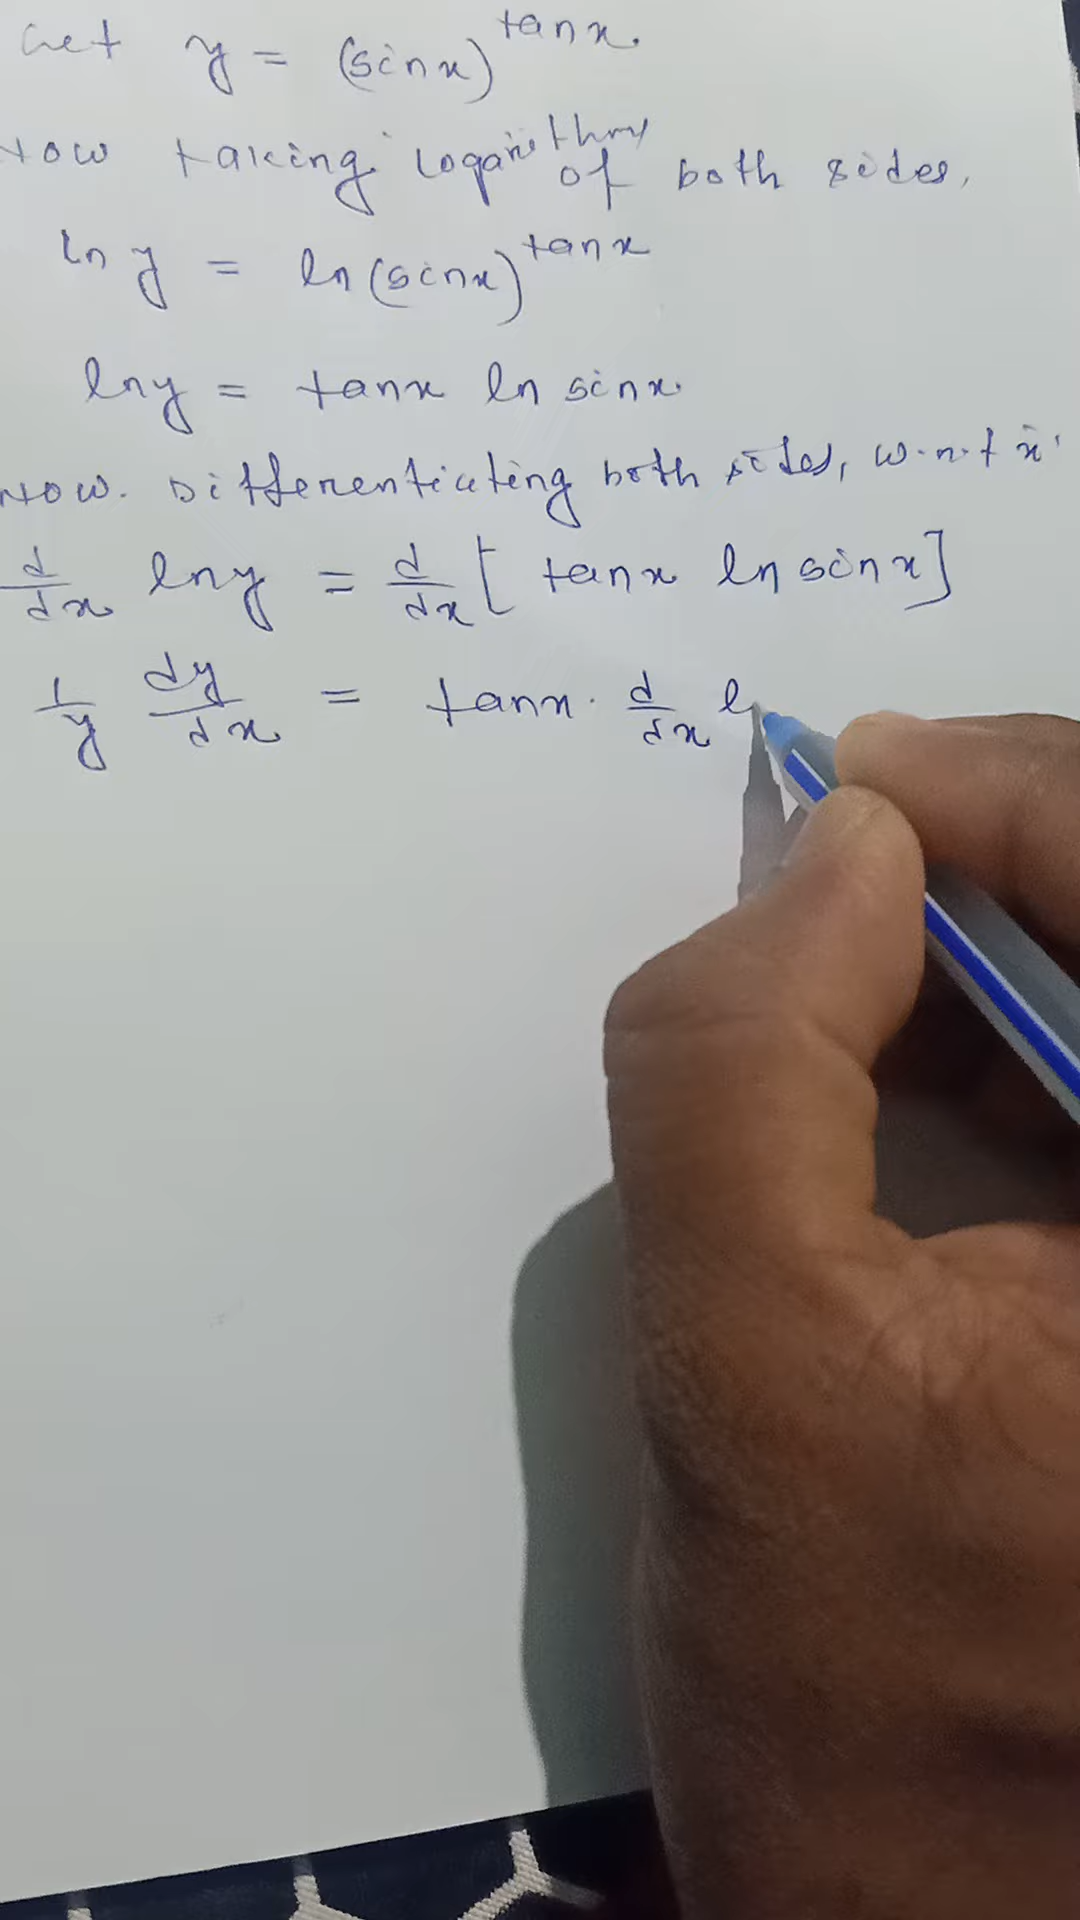 Let y = (sinx)^tanx
Now taking logarithm of both sides,
ln y = ln (sinx)^tanx
lny = tanx ln sinx
Now. Differentiating both sides, w.r.t 'x'
d/dx lny = d/dx [ tanx ln sinx ]
1/y dy/dx = tanx . d/dx l